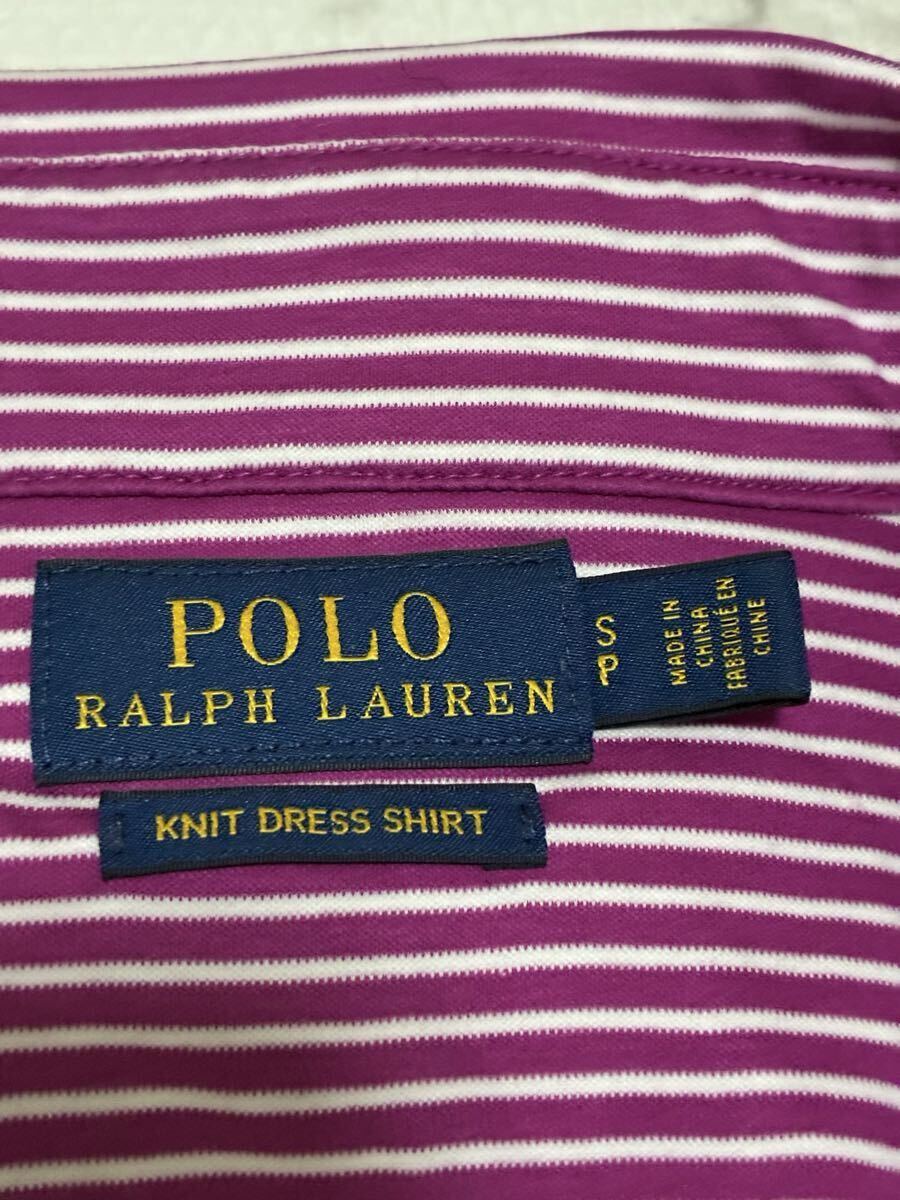 POLO
RALPH LAUREN
S
P
MADE IN
CHINA
FABRIQUÉ EN
CHINE
KNIT DRESS SHIRT